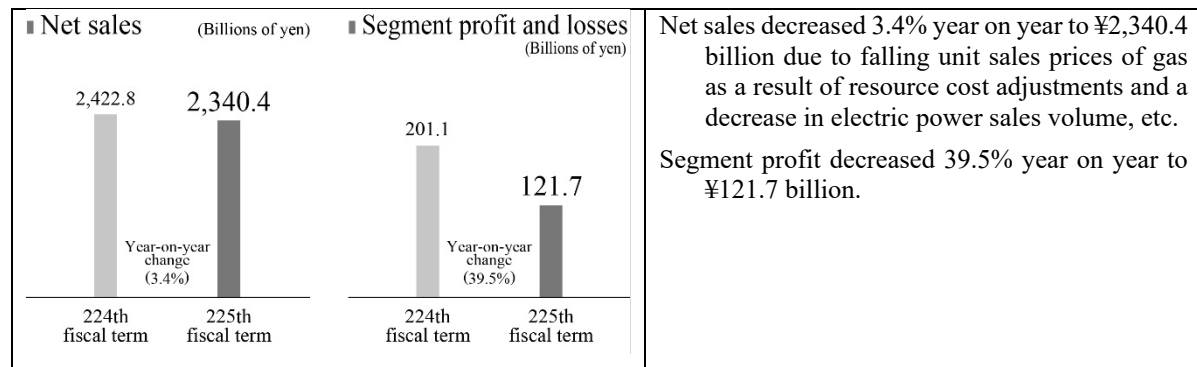 Net sales (Billions of yen)
2,422.8
2,340.4
Year-on-year
change
(3.4%)
224th
fiscal term
225th
fiscal term
Segment profit and losses
(Billions of yen)
201.1
121.7
Year-on-year
change
(39.5%)
224th
fiscal term
225th
fiscal term
Net sales decreased 3.4% year on year to ¥2,340.4
billion due to falling unit sales prices of gas
as a result of resource cost adjustments and a
decrease in electric power sales volume, etc.
Segment profit decreased 39.5% year on year to
¥121.7 billion.